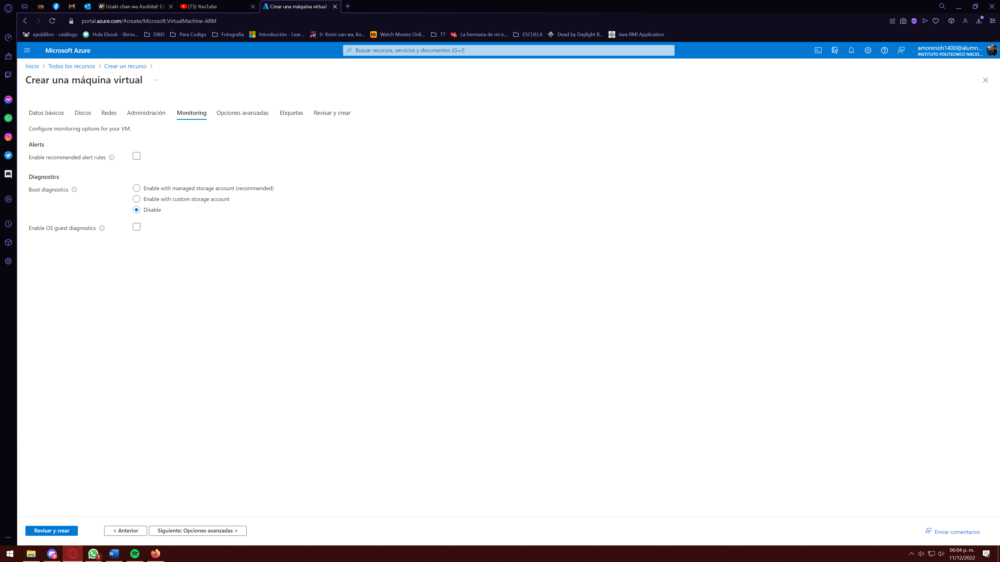 Uzaki-chan wa Asobitai! Do
(75) YouTube
Crear una máquina virtual
portal.azure.com/#create/Microsoft.VirtualMachine-ARM
epublibre - catálogo
Hola Ebook - libros...
D&D
Para Codigo
Fotografia
Introducción - Lear...
▷ Komi-san wa, Ko...
HD
Watch Movies Onli...
TT
La hermana de mi e...
ESCUELA
Dead by Daylight B...
Java RMI Application
Microsoft Azure
Buscar recursos, servicios y documentos (G+/)
amorenoh1400@alumn...
INSTITUTO POLITECNICO NACIO...
Inicio > Todos los recursos > Crear un recurso >
Crear una máquina virtual ...
Datos básicos
Discos
Redes
Administración
Monitoring
Opciones avanzadas
Etiquetas
Revisar y crear
Configure monitoring options for your VM.
Alerts
Enable recommended alert rules
Diagnostics
Boot diagnostics
Enable with managed storage account (recommended)
Enable with custom storage account
Disable
Enable OS guest diagnostics
Revisar y crear
< Anterior
Siguiente: Opciones avanzadas >
Enviar comentarios
9
3
06:04 p. m.
11/12/2022